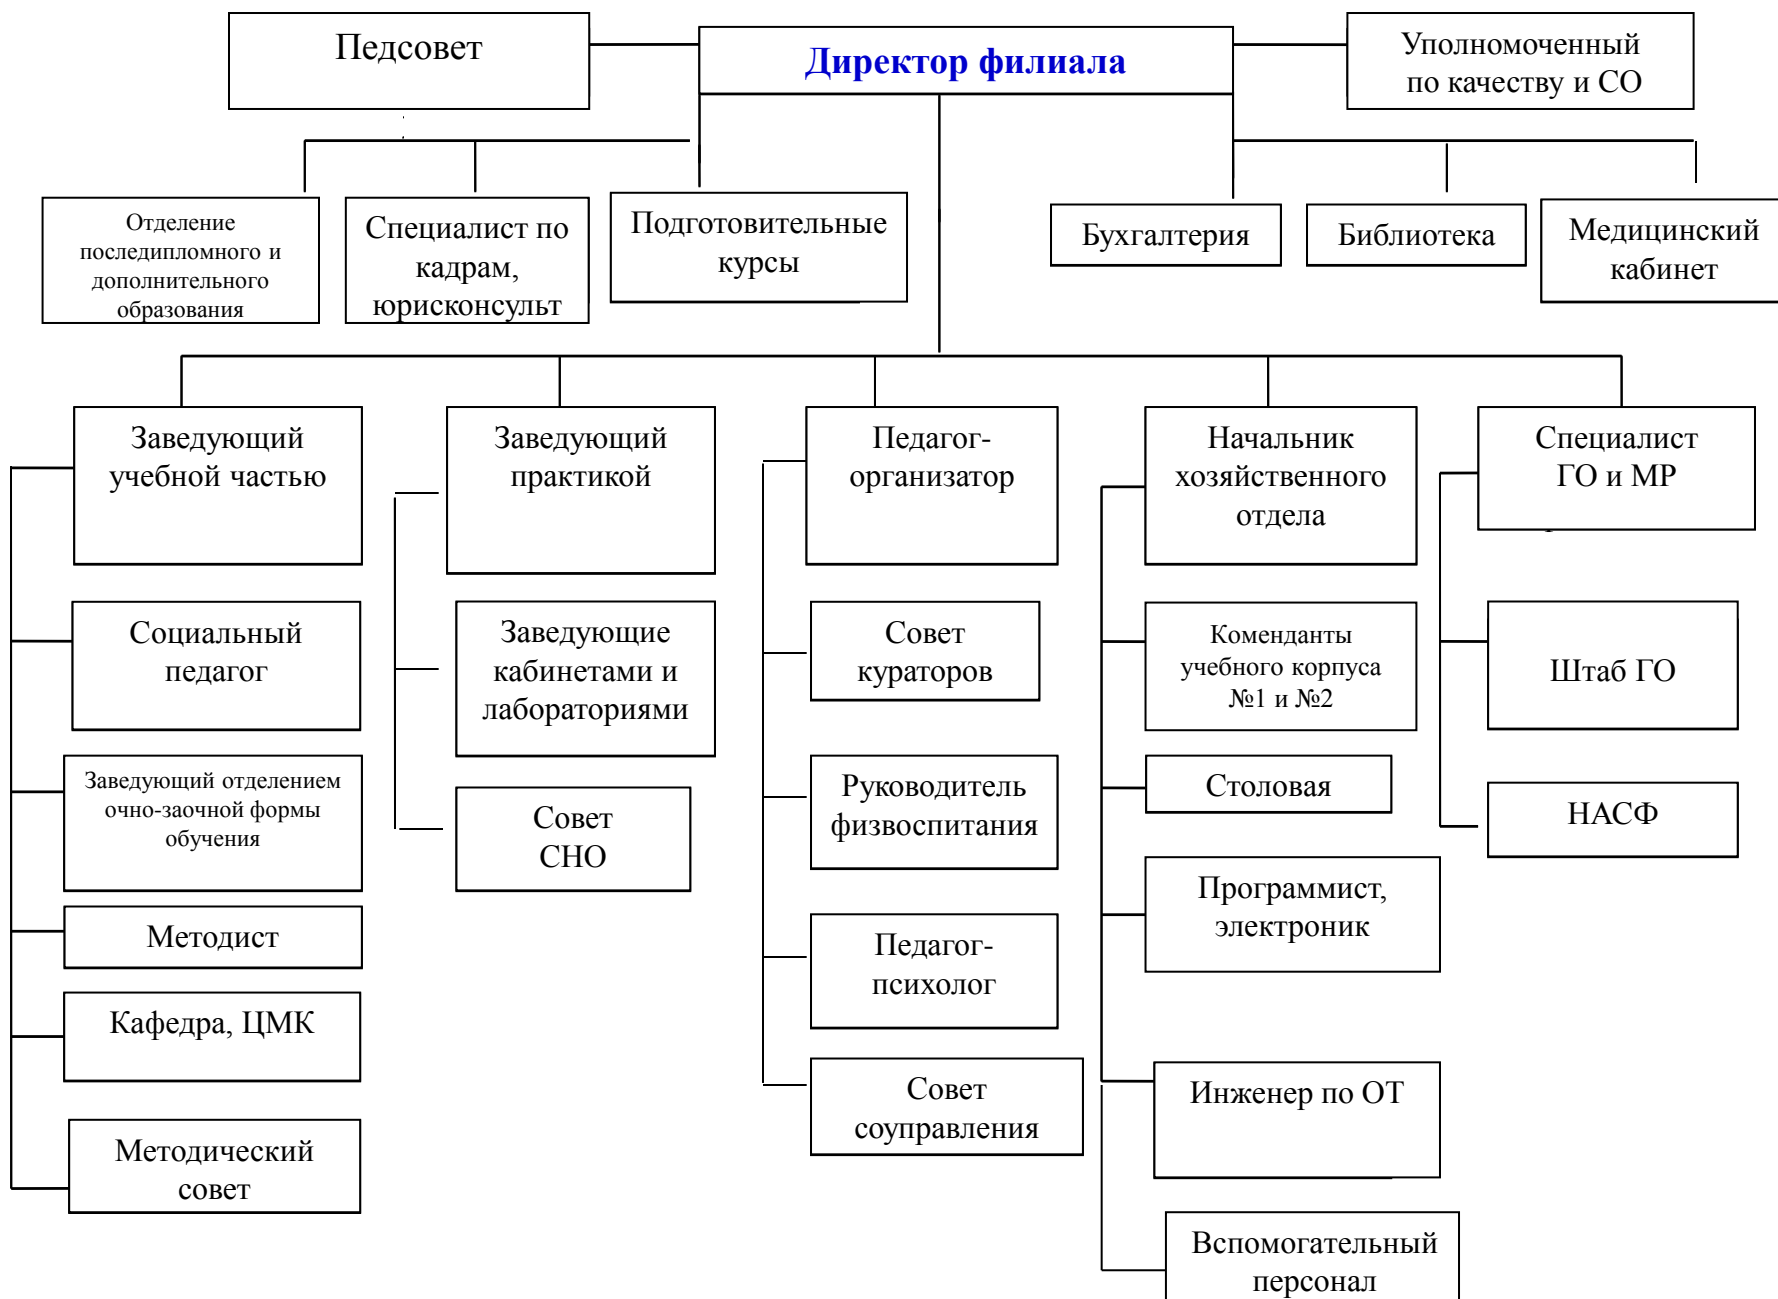 Педсовет
Директор филиала
Уполномоченный
по качеству и СО
Отделение
последипломного и
дополнительного
образования
Специалист по
кадрам,
юрисконсульт
Подготовительные
курсы
Бухгалтерия
Библиотека
Медицинский
кабинет
Заведующий
учебной частью
Заведующий
практикой
Педагог-
организатор
Начальник
хозяйственного
отдела
Специалист
ГО и МР
Социальный
педагог
Заведующие
кабинетами и
лабораториями
Совет
кураторов
Коменданты
учебного корпуса
№1 и №2
Штаб ГО
Заведующий отделением
очно-заочной формы
обучения
Совет
СНО
Руководитель
физвоспитания
Столовая
НАСФ
Методист
Педагог-
психолог
Программист,
электроник
Кафедра, ЦМК
Совет
соуправления
Инженер по ОТ
Методический
совет
Вспомогательный
персонал